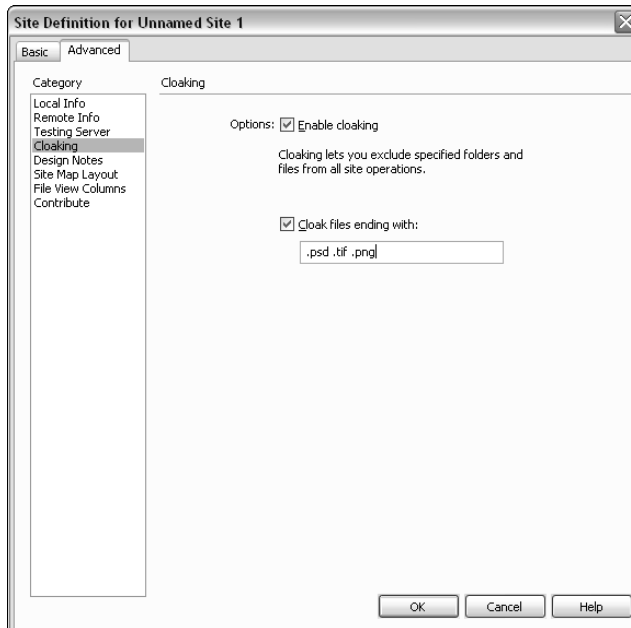 Site Definition for Unnamed Site 1
Basic
Advanced
Category
Local Info
Remote Info
Testing Server
Cloaking
Design Notes
Site Map Layout
File View Columns
Contribute
Cloaking
Options: Enable cloaking
Cloaking lets you exclude specified folders and
files from all site operations.
Cloak files ending with:
.psd .tif .png
OK
Cancel
Help